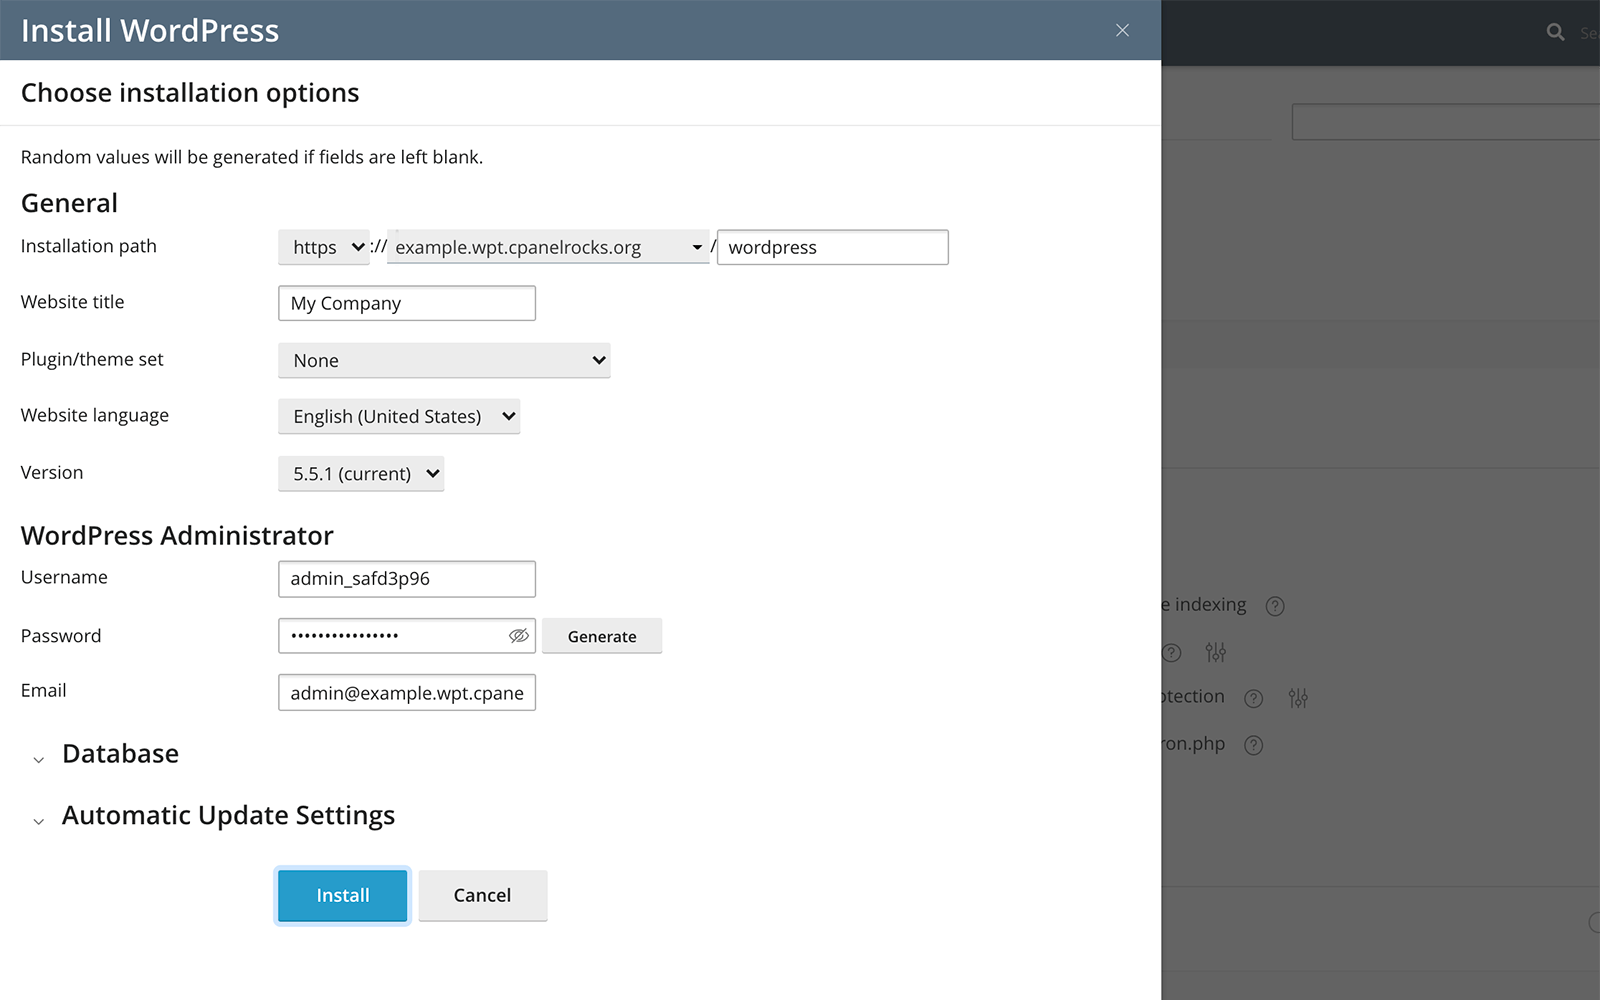 Install WordPress
Choose installation options
Random values will be generated if fields are left blank.
General
Installation path https :// example.wpt.cpanelrocks.org / wordpress
Website title My Company
Plugin/theme set None
Website language English (United States)
Version 5.5.1 (current)
WordPress Administrator
Username admin_safd3p96
Password •••••••••••••••• Generate
Email admin@example.wpt.cpane
Database
Automatic Update Settings
Install Cancel
e indexing
otection
ron.php